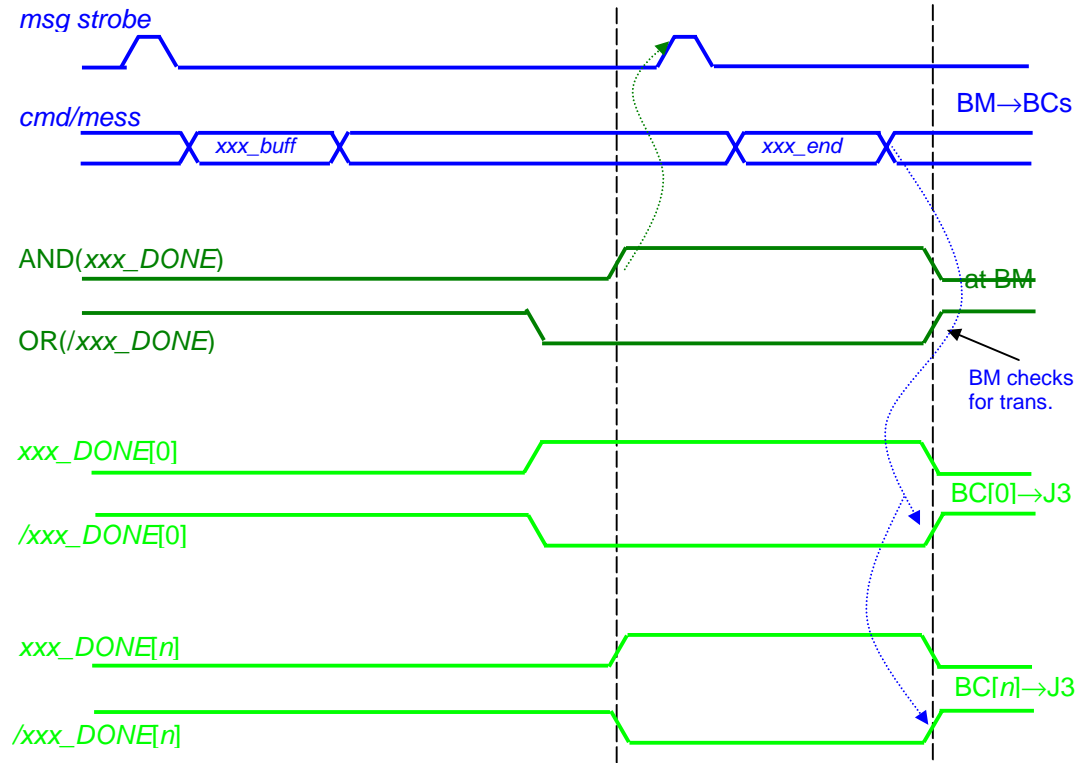 msg strobe
BM→BCs
cmd/mess
xxx_buff
xxx_end
AND(xxx_DONE)
at BM
OR(/xxx_DONE)
BM checks
for trans.
xxx_DONE[0]
BC[0]→J3
/xxx_DONE[0]
xxx_DONE[n]
BC[n]→J3
/xxx_DONE[n]